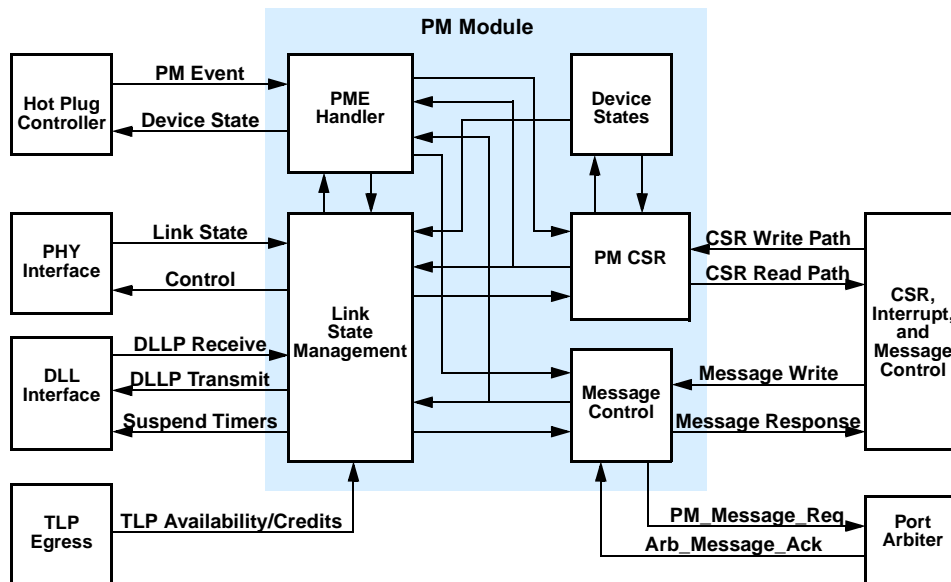 PM Module
PM Event
Hot Plug
Controller
Device State
PME
Handler
Device
States
PHY
Interface
Link State
Control
Link
State
Management
PM CSR
CSR Write Path
CSR Read Path
CSR,
Interrupt,
and
Message
Control
DLL
Interface
DLLP Receive
DLLP Transmit
Suspend Timers
Message
Control
Message Write
Message Response
TLP
Egress
TLP Availability/Credits
PM_Message_Req
Arb_Message_Ack
Port
Arbiter